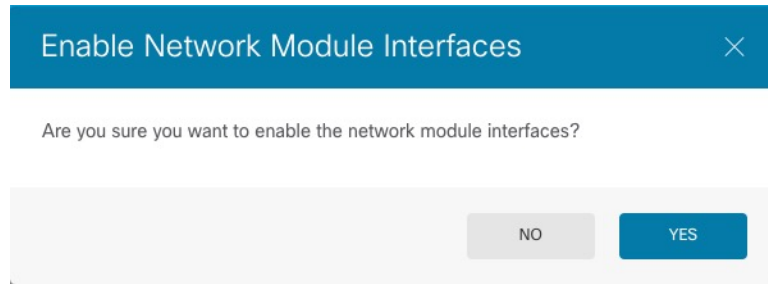 Enable Network Module Interfaces
Are you sure you want to enable the network module interfaces?
NO YES